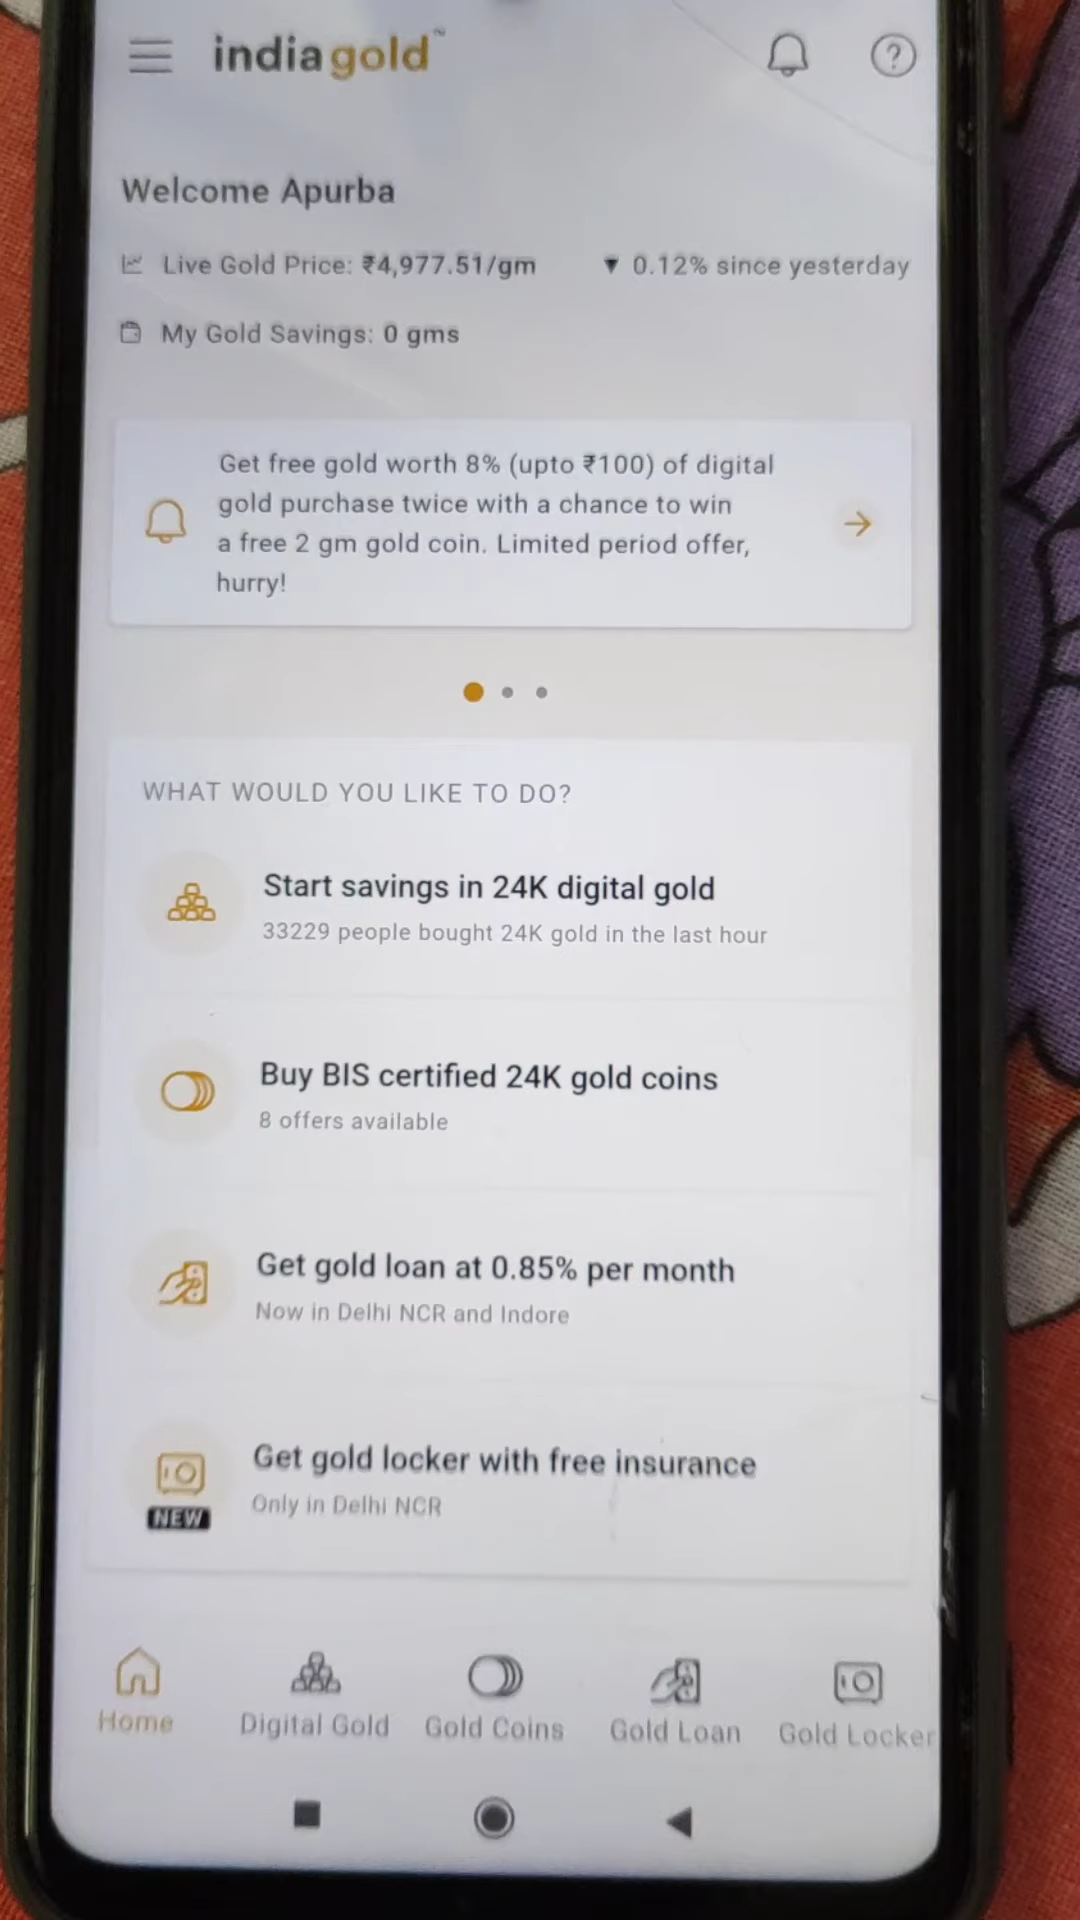 indiagold™
Welcome Apurba
Live Gold Price: ₹4,977.51/gm ▼ 0.12% since yesterday
My Gold Savings: 0 gms
Get free gold worth 8% (upto ₹100) of digital
gold purchase twice with a chance to win
a free 2 gm gold coin. Limited period offer,
hurry!
WHAT WOULD YOU LIKE TO DO?
Start savings in 24K digital gold
33229 people bought 24K gold in the last hour
Buy BIS certified 24K gold coins
8 offers available
Get gold loan at 0.85% per month
Now in Delhi NCR and Indore
Get gold locker with free insurance
NEW
Only in Delhi NCR
Home Digital Gold Gold Coins Gold Loan Gold Locker